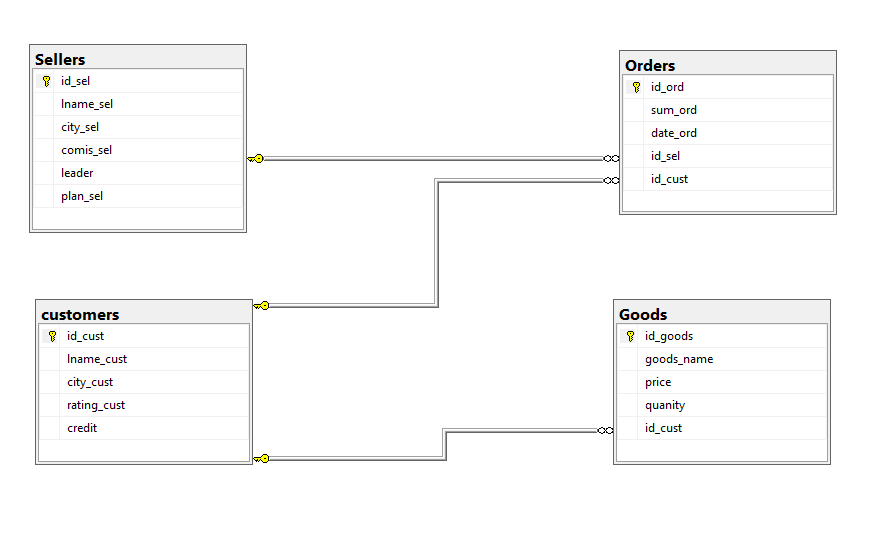 Sellers
id_sel
lname_sel
city_sel
comis_sel
leader
plan_sel
Orders
id_ord
sum_ord
date_ord
id_sel
id_cust
customers
id_cust
lname_cust
city_cust
rating_cust
credit
Goods
id_goods
goods_name
price
quanity
id_cust